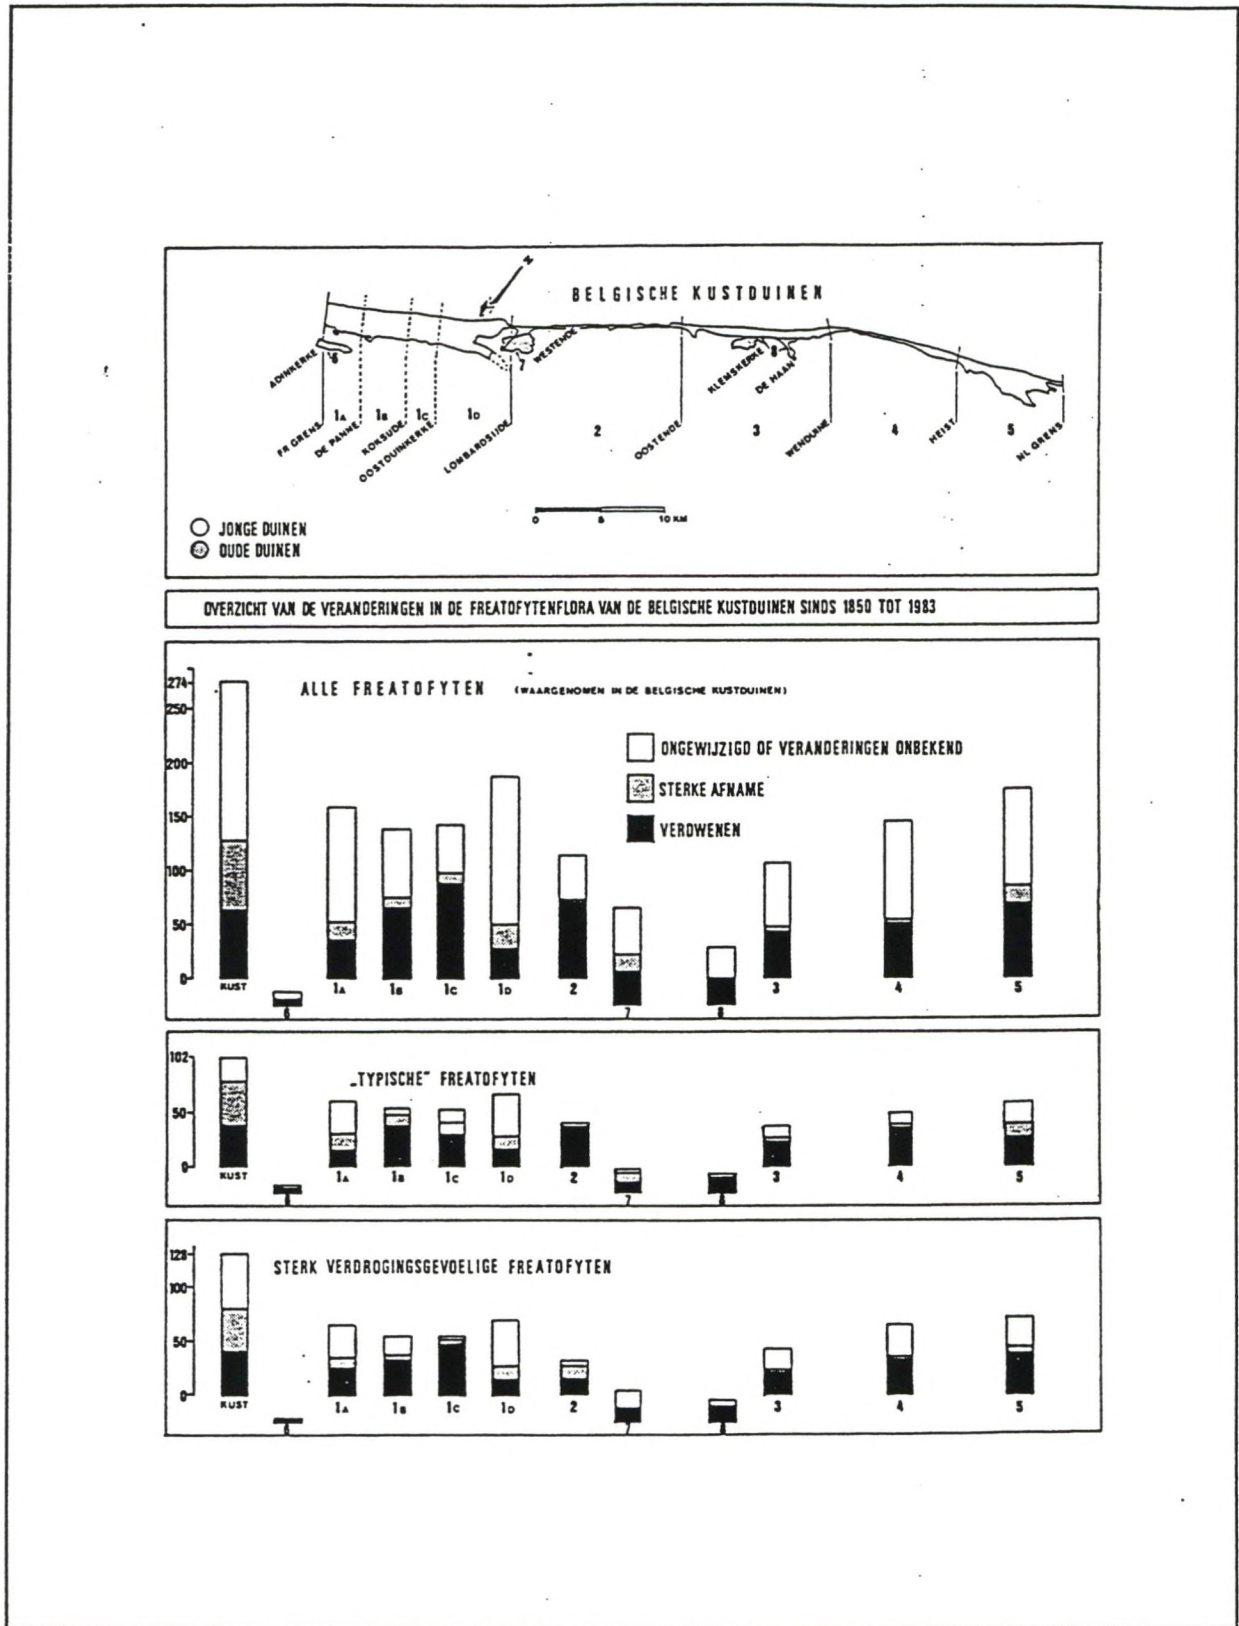 N
BELGISCHE KUSTDUINEN
ADINKERKE
6
7
WESTENDE
KLEMSKERKE
8
DE HAAN
1A 1B 1C 1D 2 3 4 5
FR GRENS
DE PANNE
KOKSIJDE
OOSTDUINKERKE
LOMBARDSIJDE
OOSTENDE
WENDUINE
HEIST
NL GRENS
0 5 10 KM
JONGE DUINEN
OUDE DUINEN
OVERZICHT VAN DE VERANDERINGEN IN DE FREATOFYTENFLORA VAN DE BELGISCHE KUSTDUINEN SINDS 1850 TOT 1983
ALLE FREATOFYTEN (WAARGENOMEN IN DE BELGISCHE KUSTDUINEN)
274
250
200
150
100
50
0
ONGEWIJZIGD OF VERANDERINGEN ONBEKEND
STERKE AFNAME
VERDWENEN
KUST 1A 1B 1C 1D 2 3 4 5
6 7 8
„TYPISCHE" FREATOFYTEN
102
50
0
KUST 1A 1B 1C 1D 2 3 4 5
6 7 8
STERK VERDROGINGSGEVOELIGE FREATOFYTEN
128
100
50
0
KUST 1A 1B 1C 1D 2 3 4 5
6 7 8